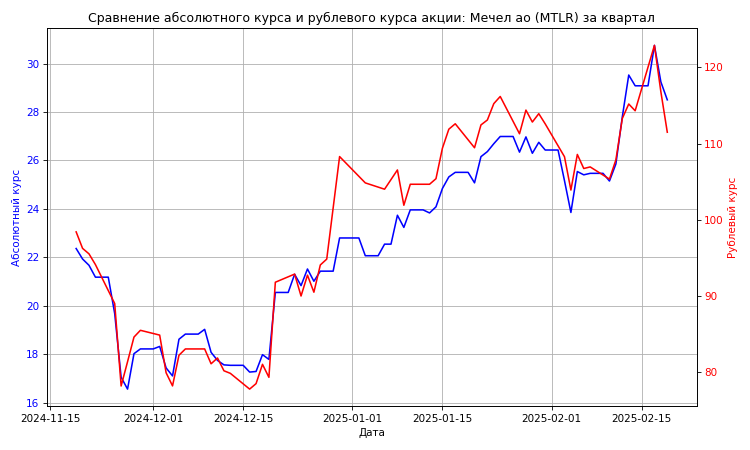 Сравнение абсолютного курса и рублевого курса акции: Мечел ао (MTLR) за квартал
30
28
26
24
22
20
18
16
Абсолютный курс
120
110
100
90
80
Рублевый курс
2024-11-15 2024-12-01 2024-12-15 2025-01-01 2025-01-15 2025-02-01 2025-02-15
Дата